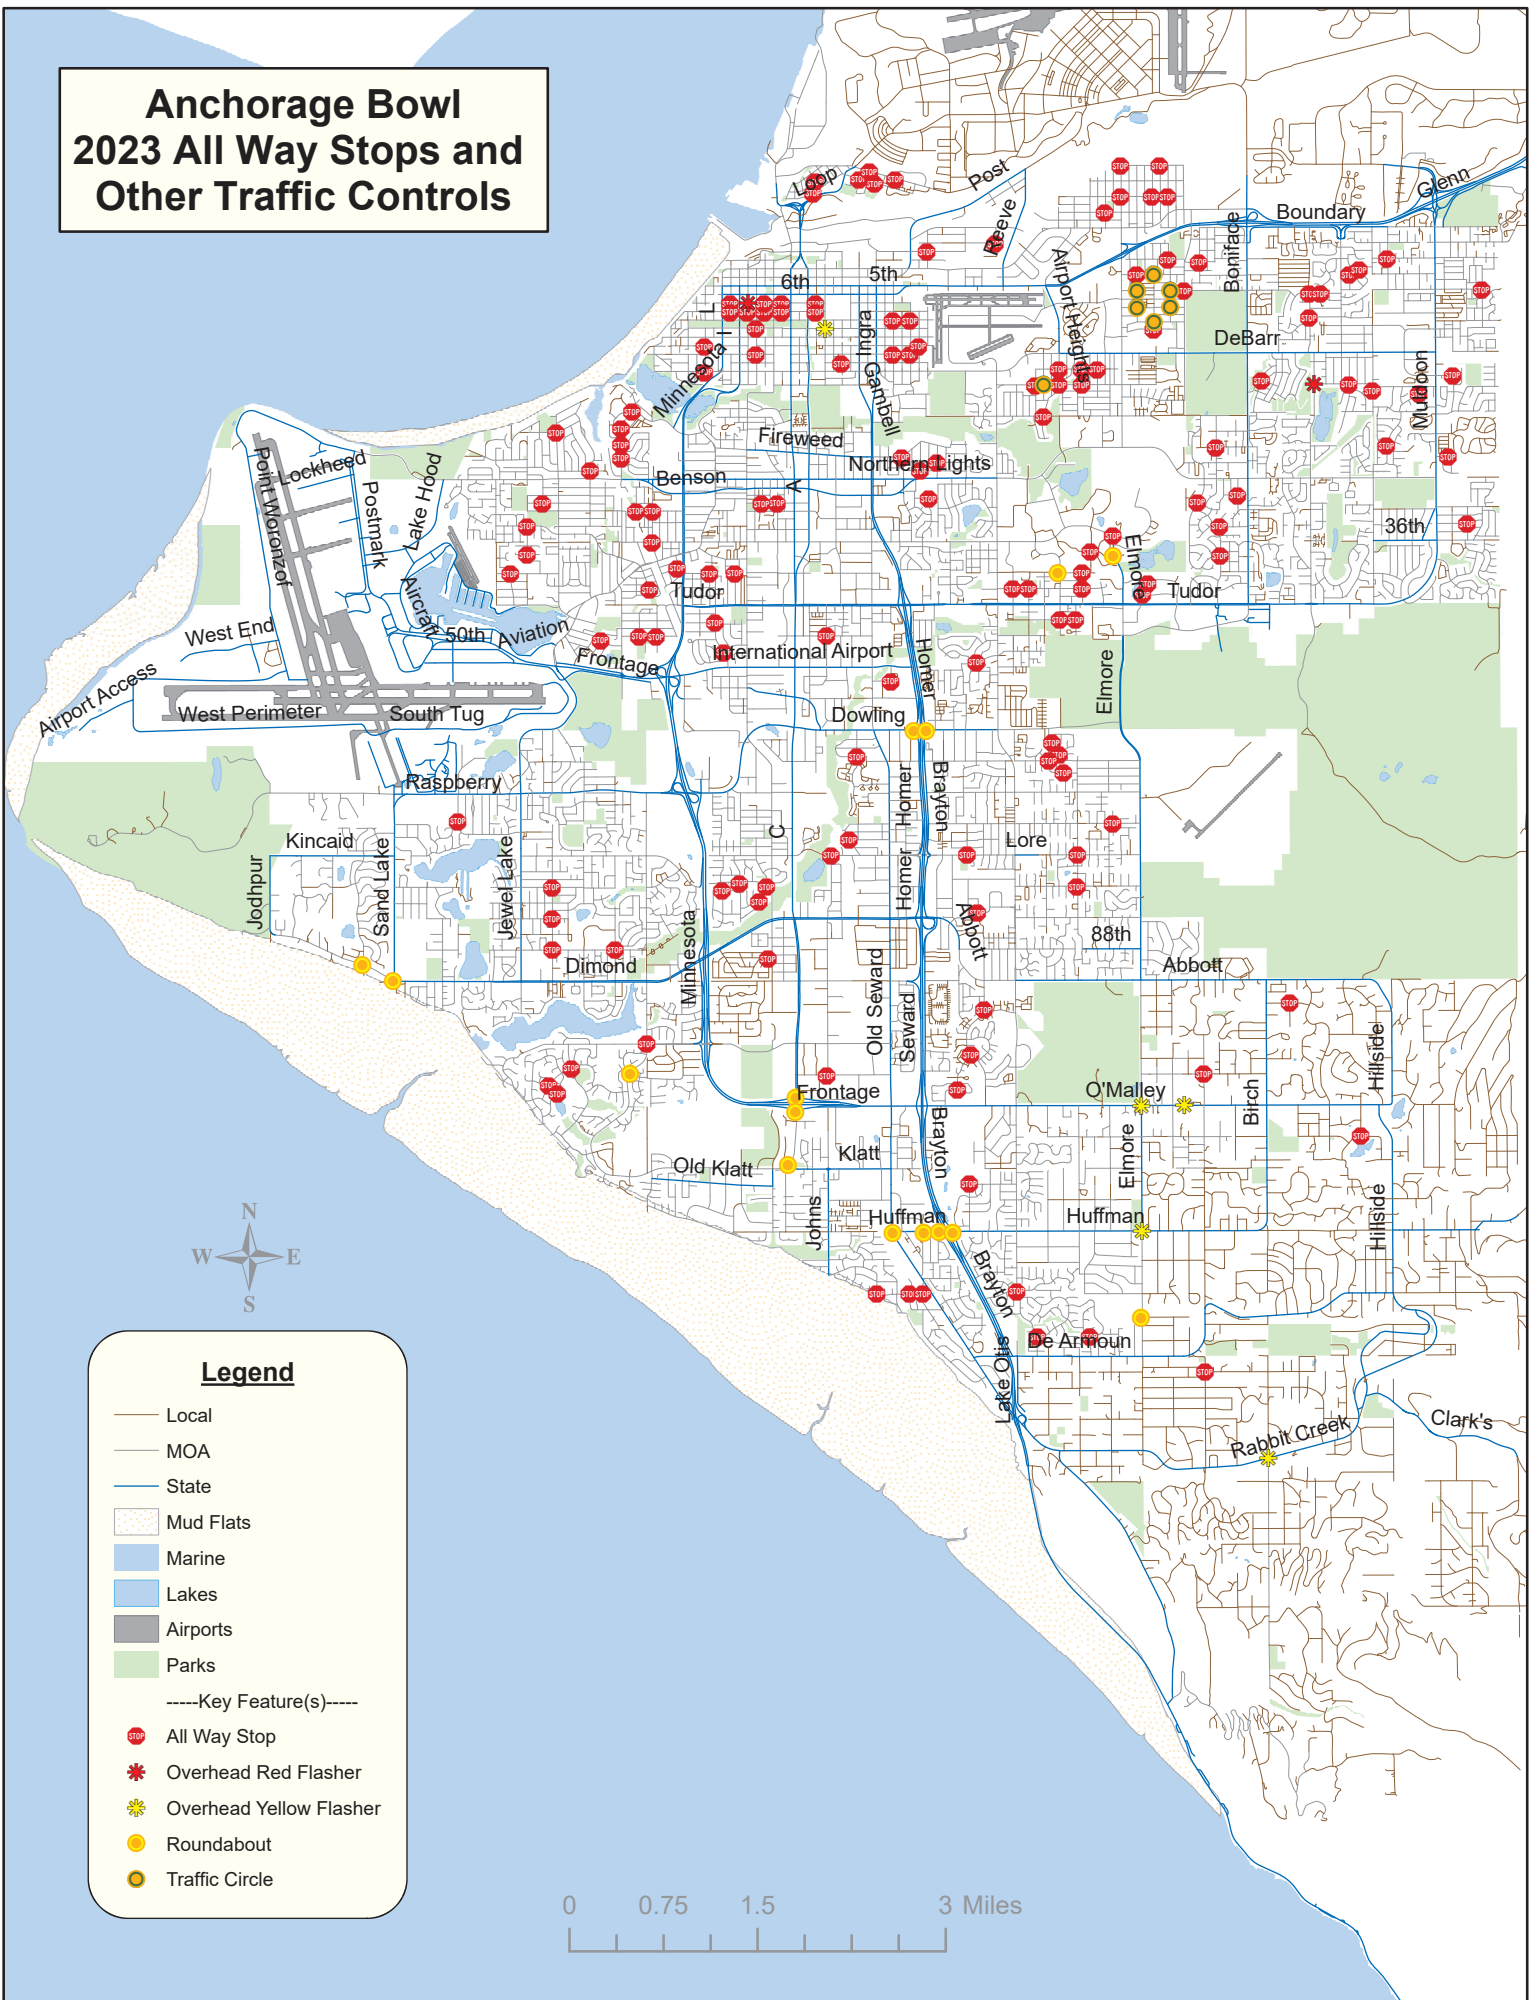 Anchorage Bowl
2023 All Way Stops and
Other Traffic Controls
Loop
Post
Reeve
Glenn
Boundary
Boniface
Airport Heights
5th
6th
L
I
Ingra
Gambell
Minnesota
DeBarr
Muldoon
Fireweed
Northern Lights
Benson
A
36th
Point Woronzof
Lockheed
Postmark
Lake Hood
Aircraft
50th
Aviation
West End
Airport Access
West Perimeter
South Tug
Frontage
Tudor
International Airport
Elmore
Tudor
Homer
Elmore
Dowling
Raspberry
Kincaid
Jodhpur
Sand Lake
Jewel Lake
C
Homer
Homer
Brayton
Lore
Abbott
88th
Abbott
Minnesota
Dimond
Old Seward
Seward
Hillside
Frontage
O'Malley
Birch
Brayton
Elmore
Klatt
Old Klatt
Johns
Huffman
Huffman
Hillside
Brayton
De Armoun
Lake Otis
Rabbit Creek
Clark's
N
W
E
S
Legend
Local
MOA
State
Mud Flats
Marine
Lakes
Airports
Parks
-----Key Feature(s)-----
STOP
All Way Stop
Overhead Red Flasher
Overhead Yellow Flasher
Roundabout
Traffic Circle
0 0.75 1.5 3 Miles